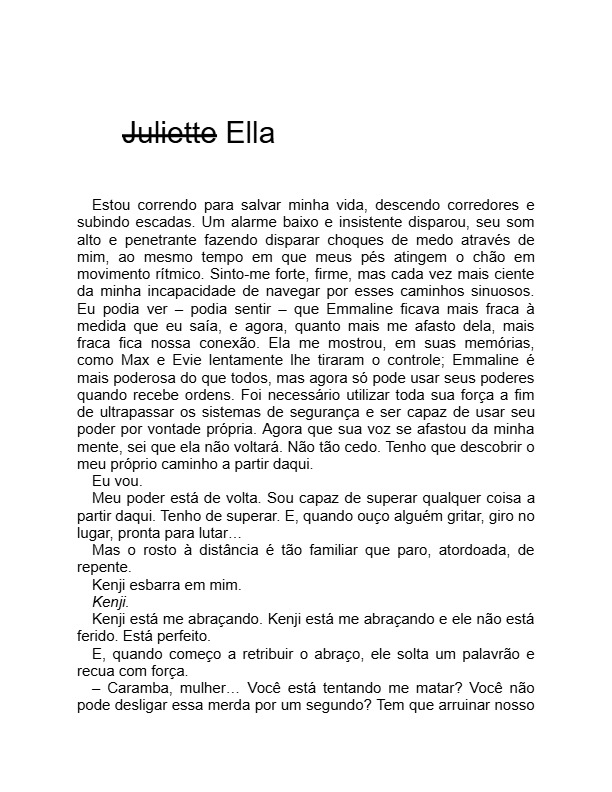 Juliette Ella
Estou correndo para salvar minha vida, descendo corredores e
subindo escadas. Um alarme baixo e insistente disparou, seu som
alto e penetrante fazendo disparar choques de medo através de
mim, ao mesmo tempo em que meus pés atingem o chão em
movimento rítmico. Sinto-me forte, firme, mas cada vez mais ciente
da minha incapacidade de navegar por esses caminhos sinuosos.
Eu podia ver – podia sentir – que Emmaline ficava mais fraca à
medida que eu saía, e agora, quanto mais me afasto dela, mais
fraca fica nossa conexão. Ela me mostrou, em suas memórias,
como Max e Evie lentamente lhe tiraram o controle; Emmaline é
mais poderosa do que todos, mas agora só pode usar seus poderes
quando recebe ordens. Foi necessário utilizar toda sua força a fim
de ultrapassar os sistemas de segurança e ser capaz de usar seu
poder por vontade própria. Agora que sua voz se afastou da minha
mente, sei que ela não voltará. Não tão cedo. Tenho que descobrir o
meu próprio caminho a partir daqui.
Eu vou.
Meu poder está de volta. Sou capaz de superar qualquer coisa a
partir daqui. Tenho de superar. E, quando ouço alguém gritar, giro no
lugar, pronta para lutar…
Mas o rosto à distância é tão familiar que paro, atordoada, de
repente.
Kenji esbarra em mim.
Kenji.
Kenji está me abraçando. Kenji está me abraçando e ele não está
ferido. Está perfeito.
E, quando começo a retribuir o abraço, ele solta um palavrão e
recua com força.
– Caramba, mulher… Você está tentando me matar? Você não
pode desligar essa merda por um segundo? Tem que arruinar nosso